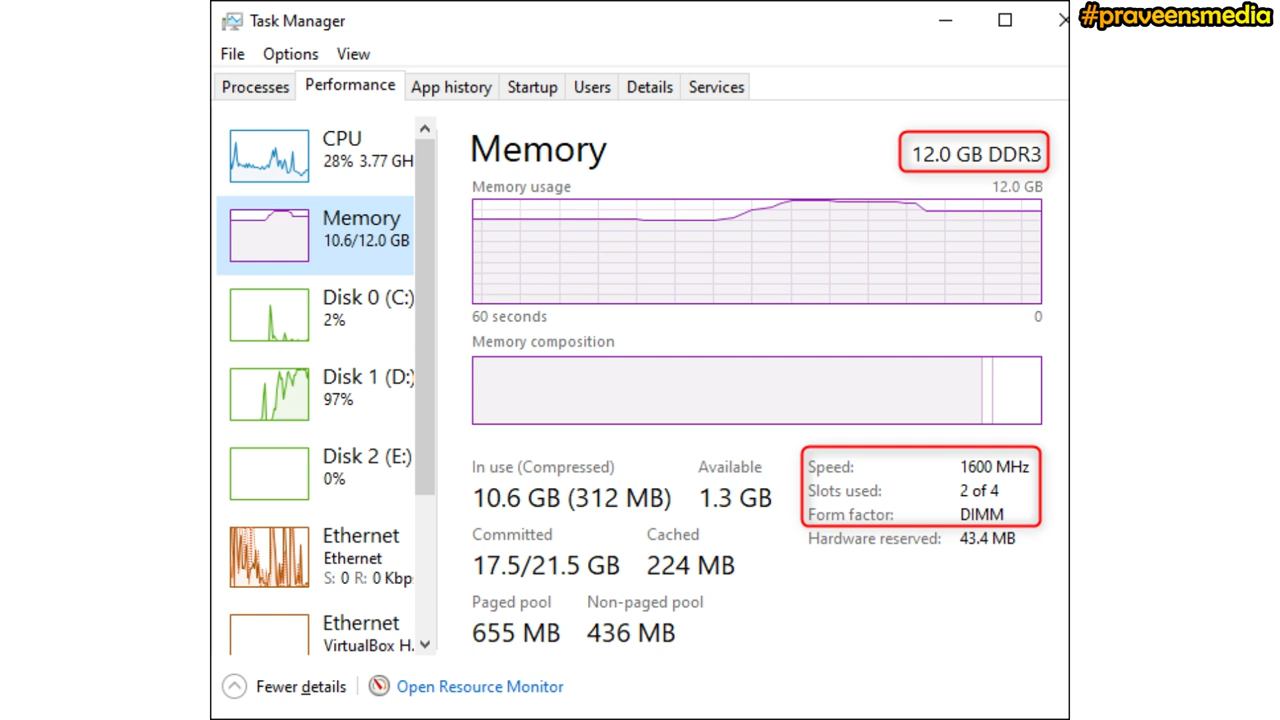 #praveensmedia
Task Manager
File Options View
Processes Performance App history Startup Users Details Services
CPU
28% 3.77 GH
Memory
10.6/12.0 GB
Disk 0 (C:)
2%
Disk 1 (D:)
97%
Disk 2 (E:)
0%
Ethernet
Ethernet
S: 0 R: 0 Kbp
Ethernet
VirtualBox H.
Memory 12.0 GB DDR3
Memory usage 12.0 GB
60 seconds 0
Memory composition
In use (Compressed) Available
10.6 GB (312 MB) 1.3 GB
Committed Cached
17.5/21.5 GB 224 MB
Paged pool Non-paged pool
655 MB 436 MB
Speed: 1600 MHz
Slots used: 2 of 4
Form factor: DIMM
Hardware reserved: 43.4 MB
Fewer details Open Resource Monitor